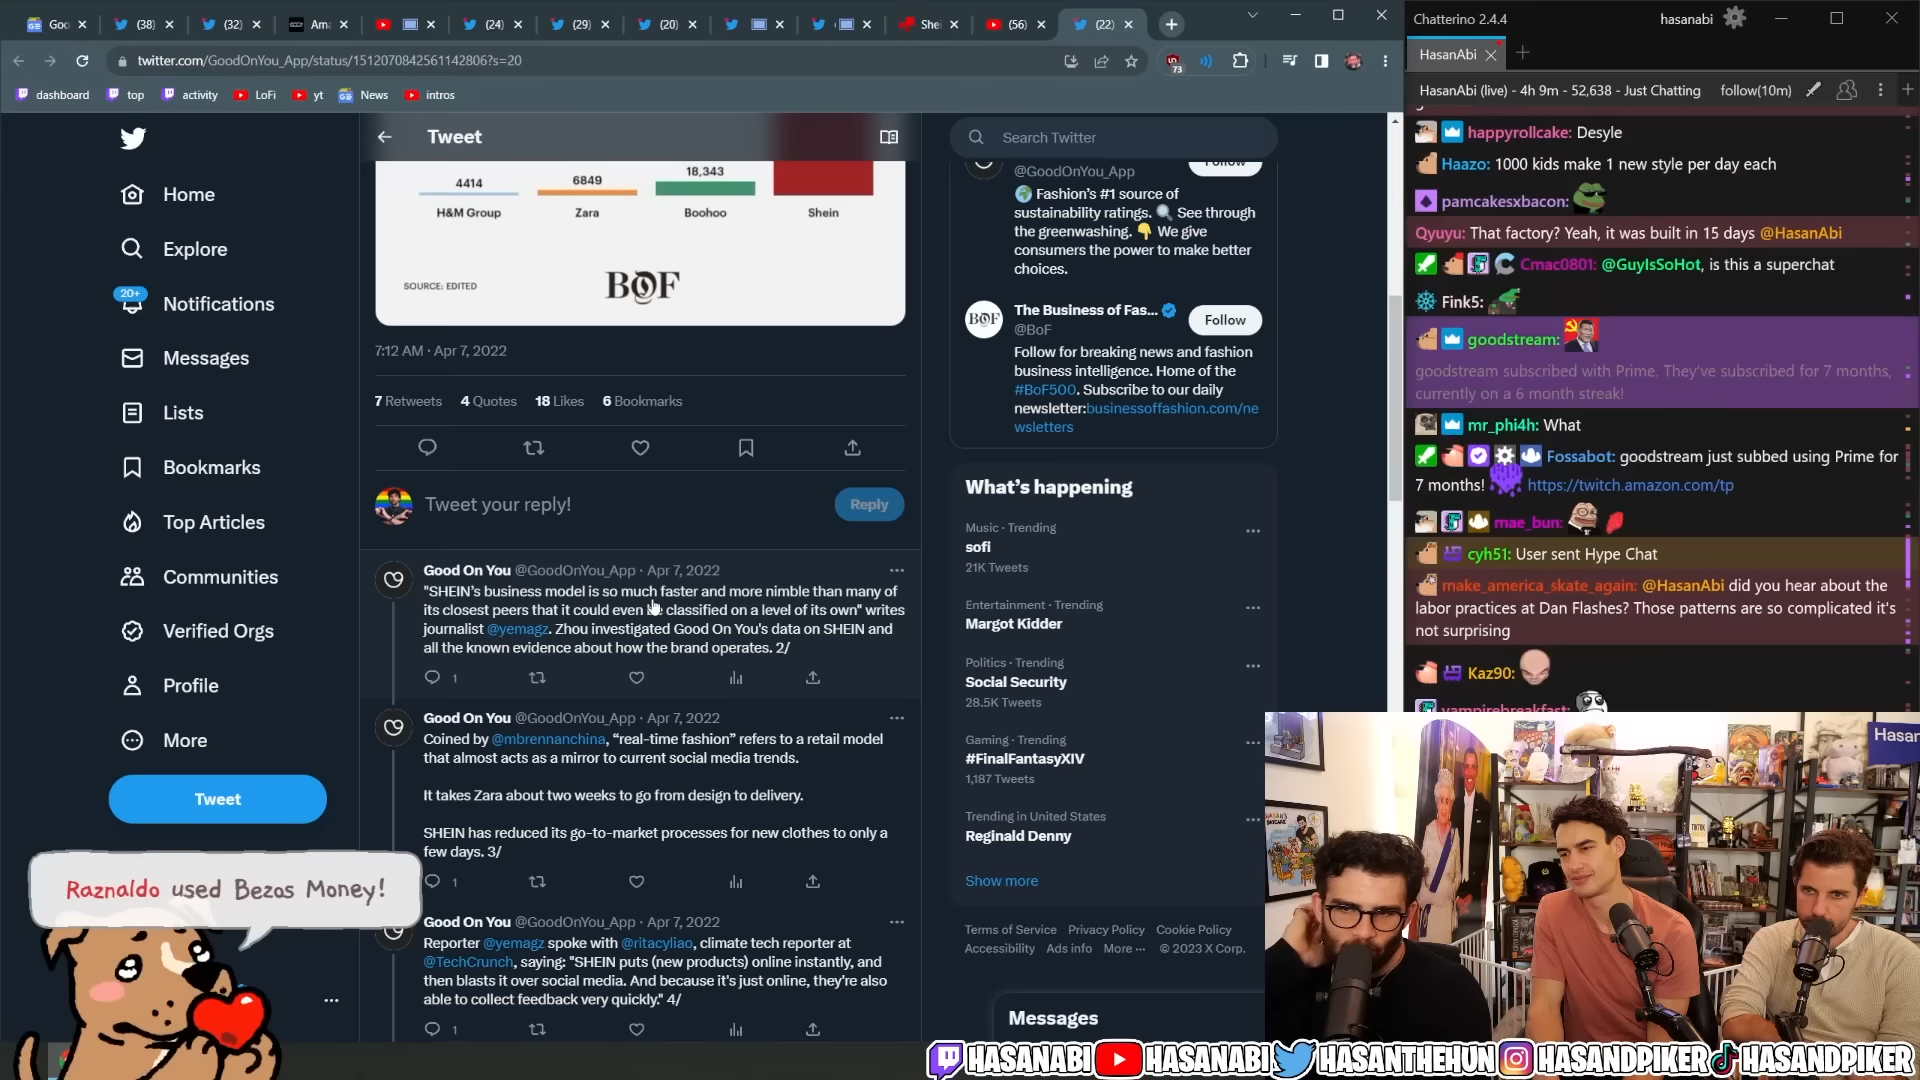 Goo
(38)
(32)
Am
(24)
(29)
(20)
She
(56)
(22)
twitter.com/GoodOnYou_App/status/1512070842561142806?s=20
73
dashboard
top
activity
LoFi
yt
News
intros
Home
Explore
20+
Notifications
Messages
Lists
Bookmarks
Top Articles
Communities
Verified Orgs
Profile
More
Tweet
Raznaldo used Bezos Money!
Tweet
4414
6849
18,343
H&M Group
Zara
Boohoo
Shein
SOURCE: EDITED
BOF
7:12 AM · Apr 7, 2022
7 Retweets 4 Quotes 18 Likes 6 Bookmarks
Tweet your reply!
Reply
Good On You @GoodOnYou_App · Apr 7, 2022
"SHEIN's business model is so much faster and more nimble than many of
its closest peers that it could even be classified on a level of its own" writes
journalist @yemagz. Zhou investigated Good On You's data on SHEIN and
all the known evidence about how the brand operates. 2/
1
Good On You @GoodOnYou_App · Apr 7, 2022
Coined by @mbrennanchina, “real-time fashion” refers to a retail model
that almost acts as a mirror to current social media trends.
It takes Zara about two weeks to go from design to delivery.
SHEIN has reduced its go-to-market processes for new clothes to only a
few days. 3/
1
Good On You @GoodOnYou_App · Apr 7, 2022
Reporter @yemagz spoke with @ritacyliao, climate tech reporter at
@TechCrunch, saying: "SHEIN puts (new products) online instantly, and
then blasts it over social media. And because it's just online, they're also
able to collect feedback very quickly." 4/
1
Search Twitter
@GoodOnYou_App
Follow
Fashion's #1 source of
sustainability ratings. See through
the greenwashing. We give
consumers the power to make better
choices.
BOF
The Business of Fas...
@BoF
Follow
Follow for breaking news and fashion
business intelligence. Home of the
#BoF500. Subscribe to our daily
newsletter:businessoffashion.com/ne
wsletters
What's happening
Music · Trending
sofi
21K Tweets
Entertainment · Trending
Margot Kidder
Politics · Trending
Social Security
28.5K Tweets
Gaming · Trending
#FinalFantasyXIV
1,187 Tweets
Trending in United States
Reginald Denny
Show more
Terms of Service Privacy Policy Cookie Policy
Accessibility Ads info More ··· © 2023 X Corp.
Messages
Chatterino 2.4.4
hasanabi
HasanAbi
HasanAbi (live) - 4h 9m - 52,638 - Just Chatting
follow(10m)
happyrollcake: Desyle
Haazo: 1000 kids make 1 new style per day each
pamcakesxbacon:
Qyuyu: That factory? Yeah, it was built in 15 days @HasanAbi
Cmac0801: @GuyIsSoHot, is this a superchat
Fink5:
goodstream:
goodstream subscribed with Prime. They've subscribed for 7 months,
currently on a 6 month streak!
mr_phi4h: What
Fossabot: goodstream just subbed using Prime for
7 months! https://twitch.amazon.com/tp
mae_bun:
cyh51: User sent Hype Chat
make_america_skate_again: @HasanAbi did you hear about the
labor practices at Dan Flashes? Those patterns are so complicated it's
not surprising
Kaz90:
vampirebreakfast:
Hasan
HASANABI HASANABI HASANTHEHUN HASANDPIKER HASANDPIKER